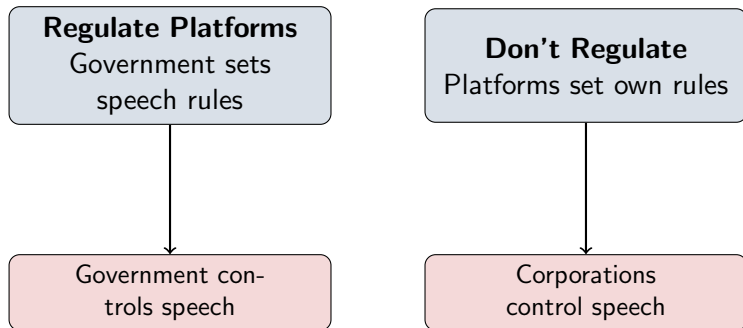 Regulate Platforms
Government sets
speech rules
Don't Regulate
Platforms set own rules
Government con-
trols speech
Corporations
control speech